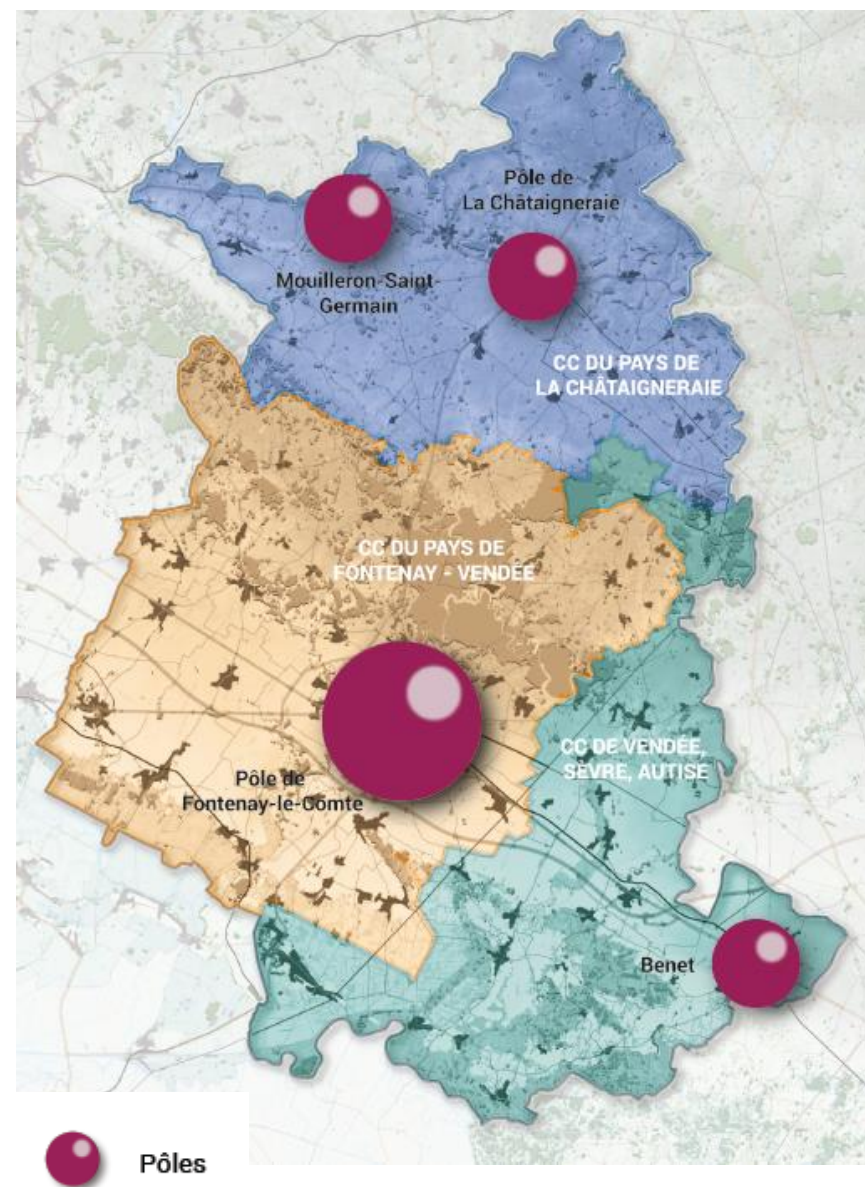 Pôle de
La Châtaigneraie
Mouilleron-Saint-
Germain
CC DU PAYS DE
LA CHÂTAIGNERAIE
CC DU PAYS DE
FONTENAY - VENDÉE
CC DE VENDÉE,
SÈVRE, AUTISE
Pôle de
Fontenay-le-Comte
Benet
Pôles